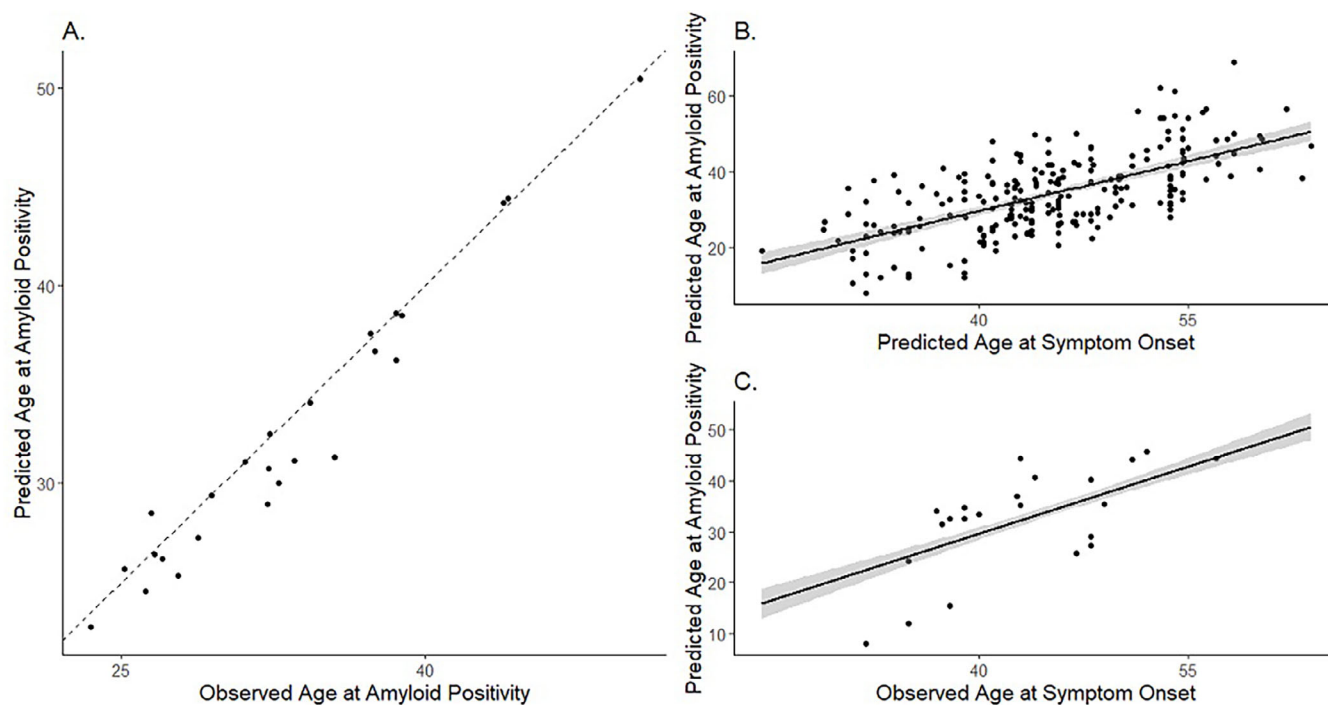 A.
Predicted Age at Amyloid Positivity
50
40
30
25
40
Observed Age at Amyloid Positivity
B.
Predicted Age at Amyloid Positivity
60
40
20
40
55
Predicted Age at Symptom Onset
C.
Predicted Age at Amyloid Positivity
50
40
30
20
10
40
55
Observed Age at Symptom Onset